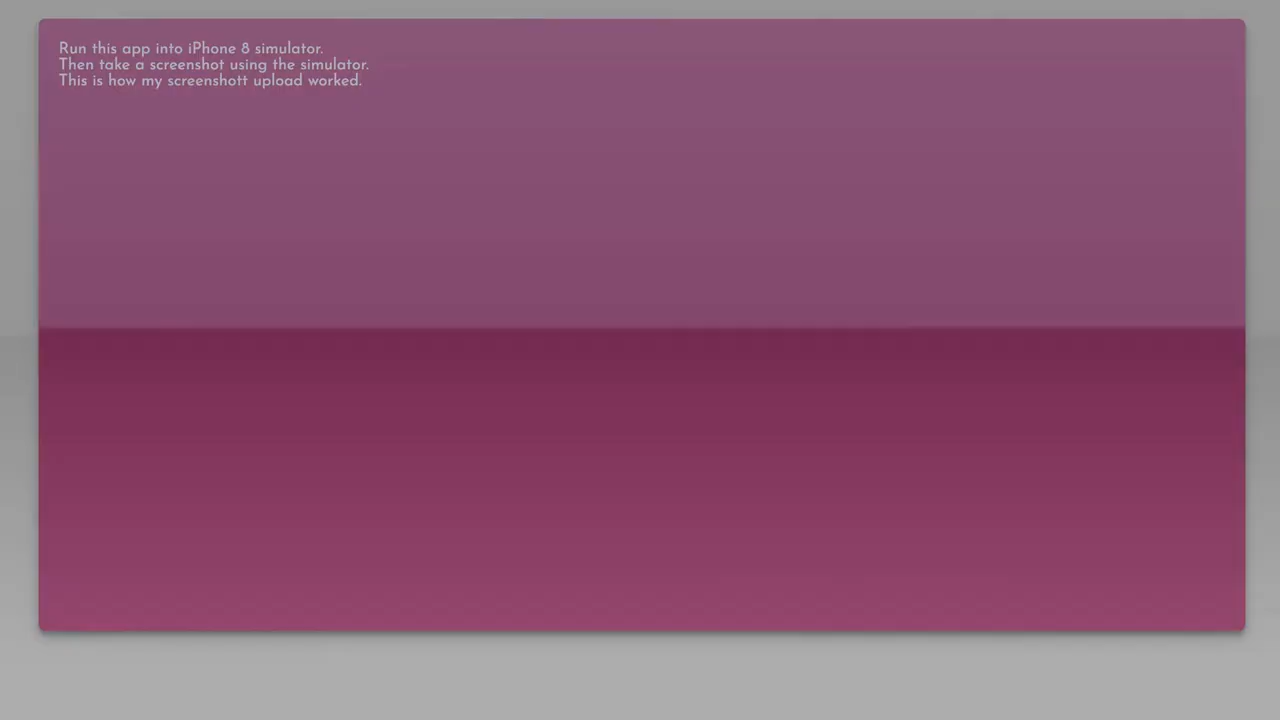 Run this app into iPhone 8 simulator.
Then take a screenshot using the simulator.
This is how my screenshott upload worked.